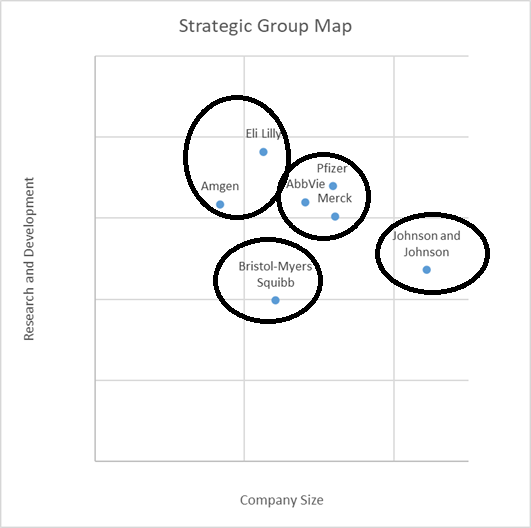 Strategic Group Map
Eli Lilly
Pfizer
AbbVie
Amgen
Merck
Johnson and
Johnson
Bristol-Myers
Squibb
Research and Development
Company Size